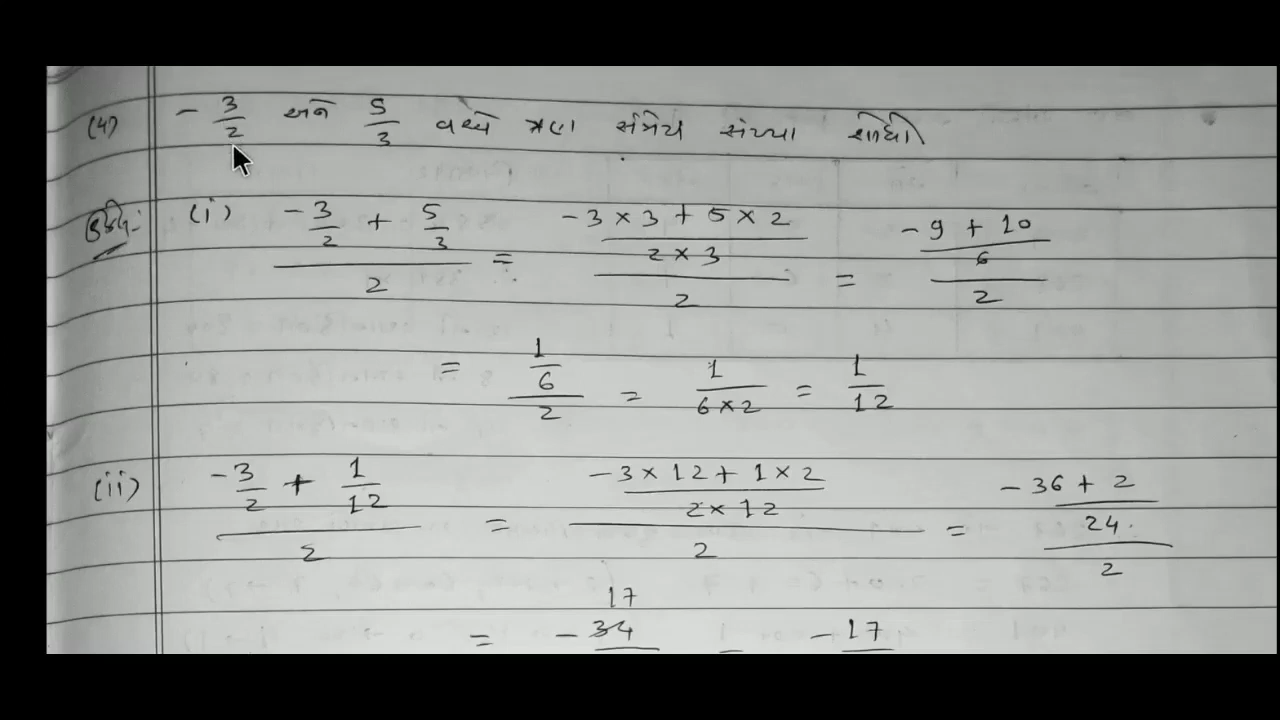 (૫) - 3/2 અને 5/3 વચ્ચે ત્રણ સંમેય સંખ્યા શોધો
ઉકેલ:- (i) (-3/2 + 5/3)/2 = ((-3 × 3 + 5 × 2)/(2 × 3))/2 = ((-9 + 10)/6)/2
= (1/6)/2 = 1/(6×2) = 1/12
(ii) (-3/2 + 1/12)/2 = ((-3 × 12 + 1 × 2)/(2 × 12))/2 = ((-36 + 2)/24)/2
17
= -34 = -17